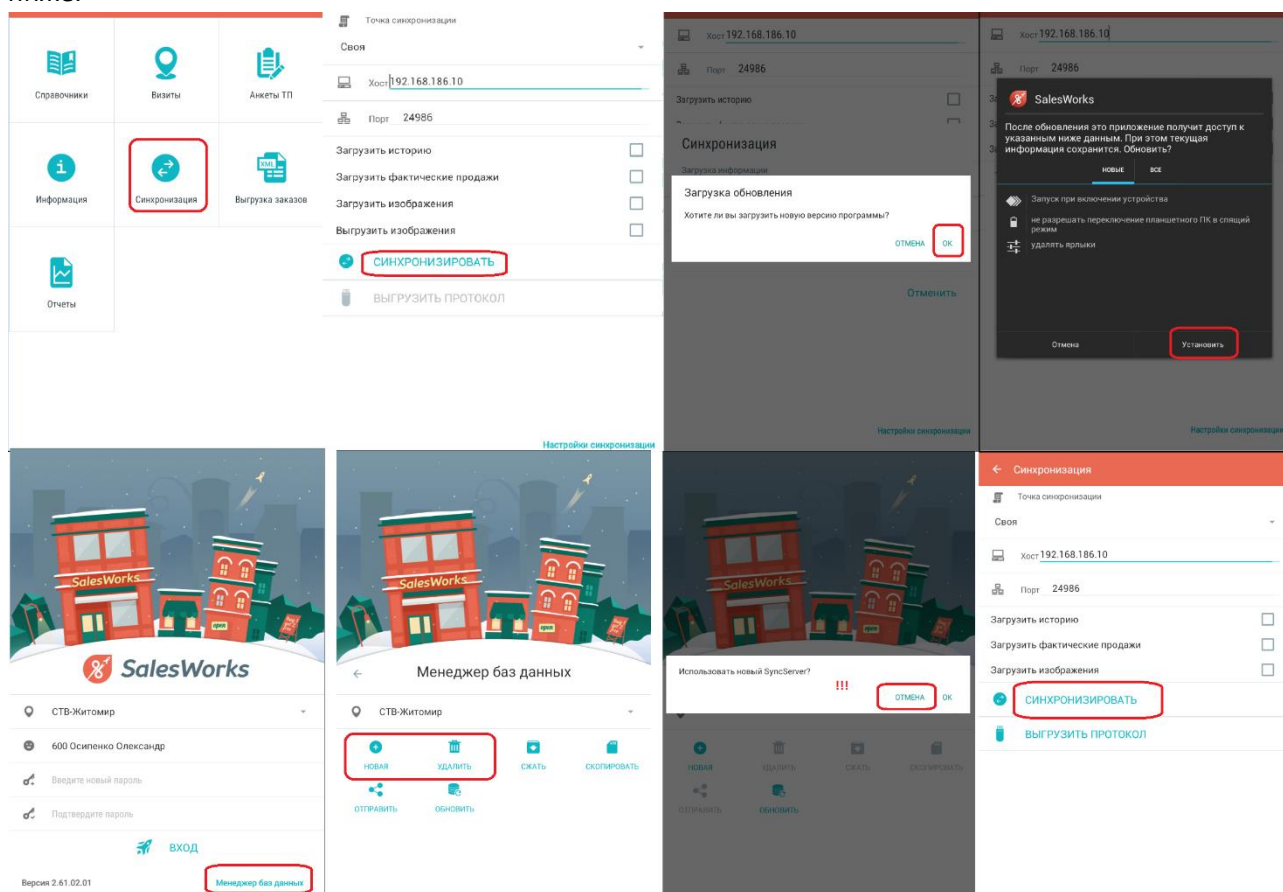 Справочники
Визиты
Анкеты ТП
Информация
Синхронизация
Выгрузка заказов
Отчеты
Точка синхронизации
Своя
Хост 192.168.186.10
Порт 24986
Загрузить историю
Загрузить фактические продажи
Загрузить изображения
Выгрузить изображения
СИНХРОНИЗИРОВАТЬ
ВЫГРУЗИТЬ ПРОТОКОЛ
Настройки синхронизации
Хост 192.168.186.10
Порт 24986
Загрузить историю
Синхронизация
Загрузка информации
Загрузка обновления
Хотите ли вы загрузить новую версию программы?
ОТМЕНА OK
Отменить
Настройки синхронизации
Хост 192.168.186.10
Порт 24986
SalesWorks
После обновления это приложение получит доступ к
указанным ниже данным. При этом текущая
информация сохранится. Обновить?
НОВЫЕ ВСЕ
Запуск при включении устройства
не разрешать переключение планшетного ПК в спящий
режим
удалять ярлыки
Отмена Установить
Настройки синхронизации
SalesWorks
open
SalesWorks
СТВ-Житомир
600 Осипенко Олександр
Введите новый пароль
Подтвердите пароль
ВХОД
Версия 2.61.02.01 Менеджер баз данных
SalesWorks
open
Менеджер баз данных
СТВ-Житомир
НОВАЯ УДАЛИТЬ СЖАТЬ СКОПИРОВАТЬ
ОТПРАВИТЬ ОБНОВИТЬ
SalesWorks
open
Использовать новый SyncServer?
!!!
ОТМЕНА OK
НОВАЯ УДАЛИТЬ СЖАТЬ СКОПИРОВАТЬ
ОТПРАВИТЬ ОБНОВИТЬ
Синхронизация
Точка синхронизации
Своя
Хост 192.168.186.10
Порт 24986
Загрузить историю
Загрузить фактические продажи
Загрузить изображения
СИНХРОНИЗИРОВАТЬ
ВЫГРУЗИТЬ ПРОТОКОЛ